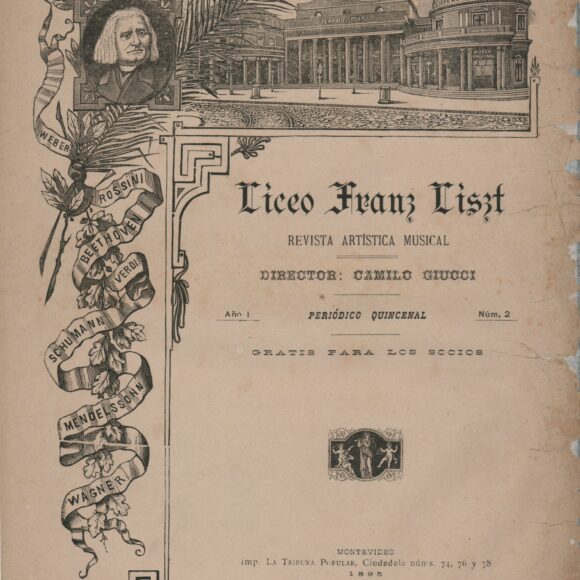 WEBER
ROSSINI
BEETHOVEN
VERDI
SCHUMANN
MENDELSSOHN
WAGNER
Liceo Franz Liszt
REVISTA ARTÍSTICA MUSICAL
DIRECTOR: CAMILO GIUCCI
Año I PERIÓDICO QUINCENAL Núm, 2
GRATIS PARA LOS SOCIOS
MONTEVIDEO
Imp. LA TRIBUNA POPULAR, Ciudadela núms. 74, 76 y 78
1895